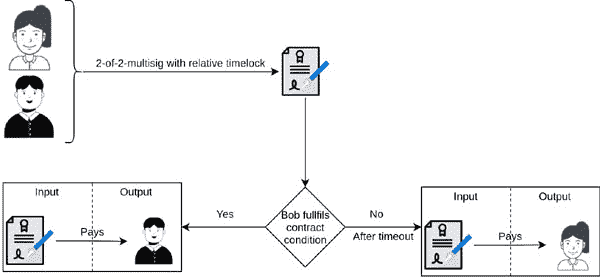 2-of-2-multisig with relative timelock
Input
Output
Pays
Yes
Bob fullfils
contract
condition
No
After timeout
Input
Output
Pays